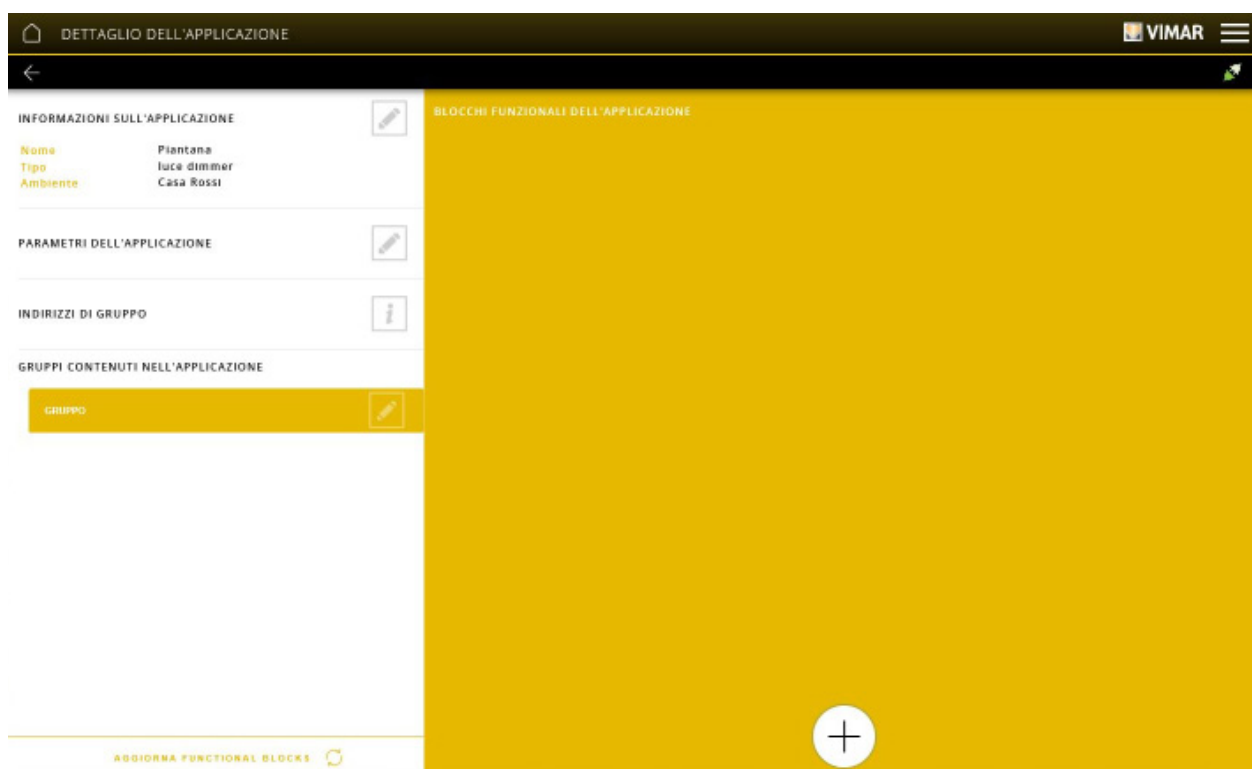 DETTAGLIO DELL'APPLICAZIONE
VIMAR
INFORMAZIONI SULL'APPLICAZIONE
Nome Piantana
Tipo luce dimmer
Ambiente Casa Rossi
PARAMETRI DELL'APPLICAZIONE
INDIRIZZI DI GRUPPO
GRUPPI CONTENUTI NELL'APPLICAZIONE
GRUPPO
AGGIORNA FUNCTIONAL BLOCKS
BLOCCHI FUNZIONALI DELL'APPLICAZIONE